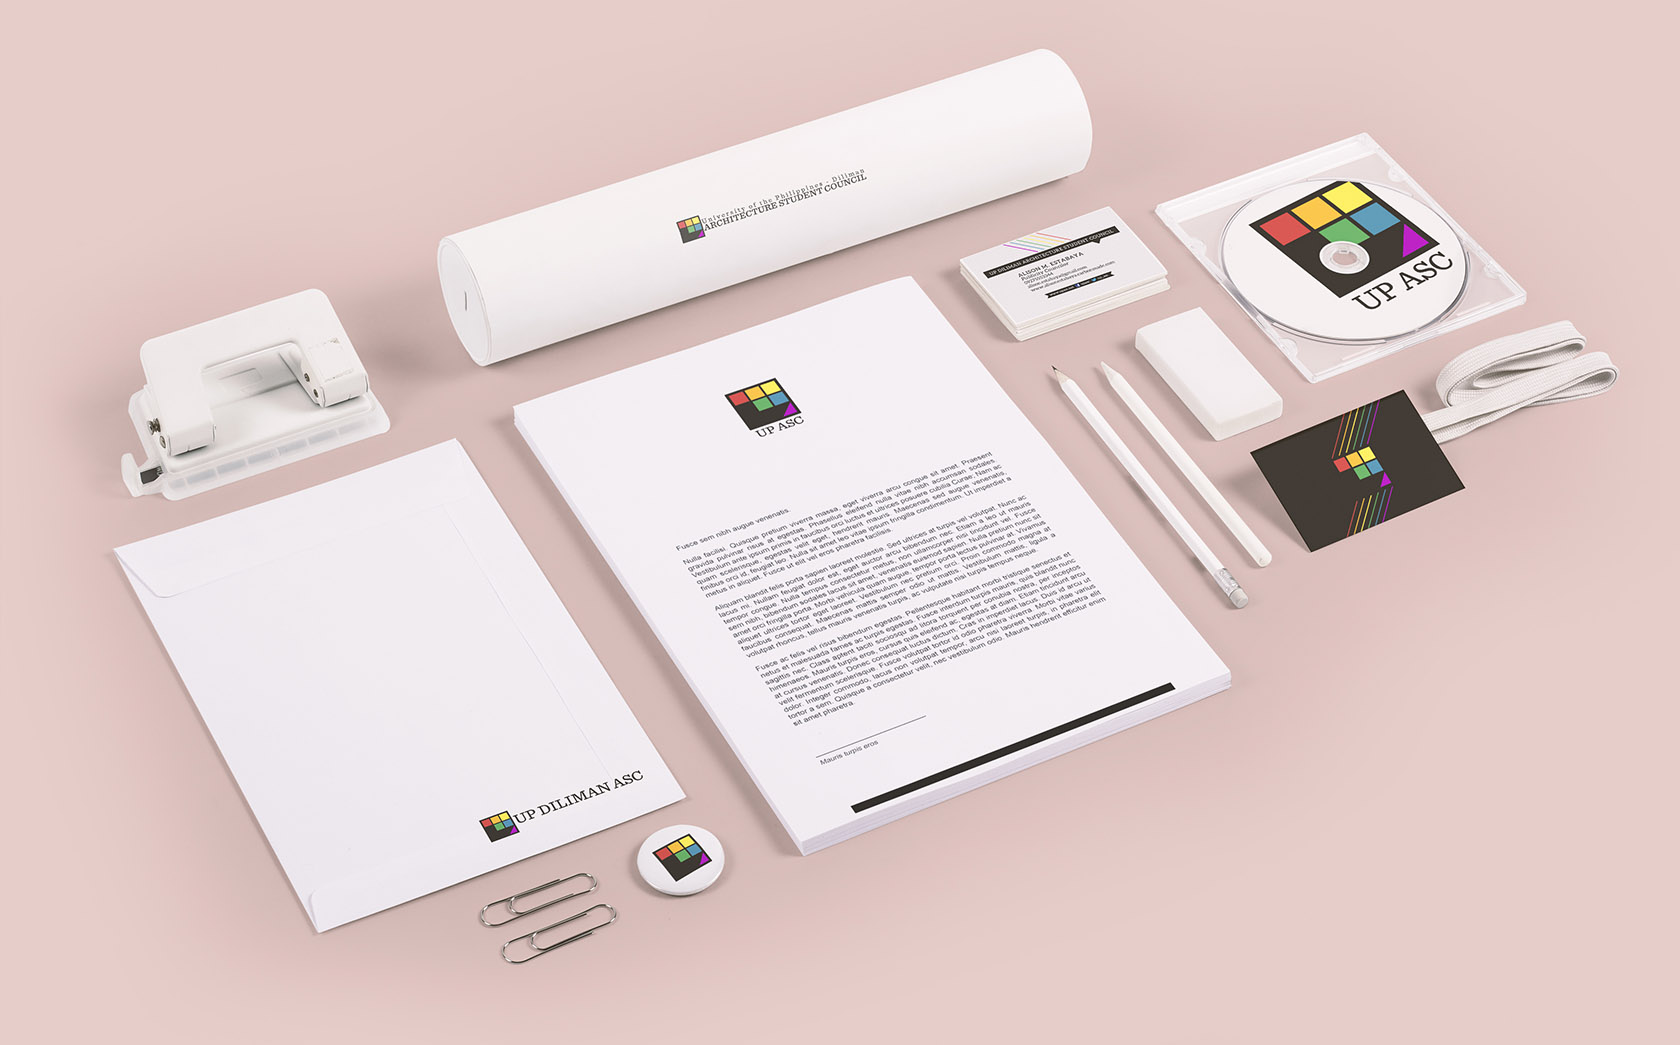 University of the Philippines - Diliman
ARCHITECTURE STUDENT COUNCIL
UP DILIMAN ARCHITECTURE STUDENT COUNCIL
ALISON M. ESTABAYA
Publicity Councilor
UP ASC
UP ASC
Fusce sem nibh augue venenatis.
Nulla facilisi. Quisque pretium viverra massa, eget viverra arcu congue sit amet. Praesent
gravida pulvinar risus at egestas. Phasellus eleifend nulla vitae nibh accumsan sodales.
Vestibulum ante ipsum primis in faucibus orci luctus et ultrices posuere cubilia Curae; Nam ac
quam scelerisque, egestas velit eget, hendrerit mauris. Maecenas sed augue venenatis,
finibus orci id, feugiat leo. Nulla sit amet leo vitae ipsum fringilla condimentum. Ut imperdiet a
metus in aliquet. Fusce ut elit vel eros pharetra facilisis.
Aliquam blandit felis porta sapien laoreet molestie. Sed ultrices at turpis vel volutpat. Nunc ac
lacus mi. Nullam feugiat dolor est, eget auctor arcu bibendum nec. Etiam a leo ut mauris
tempor congue. Nulla tempus consectetur metus, non ullamcorper nisi tincidunt vel. Fusce
sem nibh, bibendum sodales lacus sit amet, venenatis euismod sapien. Nulla pretium nunc sit
amet orci fringilla porta. Morbi vehicula quam augue, tempor porta lectus pulvinar at. Vivamus
aliquet ultrices tortor eget laoreet. Vestibulum nec pretium orci. Proin commodo magna at
faucibus consequat. Maecenas mattis semper odio ut mattis. Vestibulum mattis, ligula a
volutpat rhoncus, tellus mauris venenatis turpis, ac vulputate nisi turpis tempus neque.
Fusce ac felis vel risus bibendum egestas. Pellentesque habitant morbi tristique senectus et
netus et malesuada fames ac turpis egestas. Fusce interdum turpis mauris, quis blandit nunc
sagittis nec. Class aptent taciti sociosqu ad litora torquent per conubia nostra, per inceptos
himenaeos. Mauris turpis eros, cursus quis eleifend ac, egestas at diam. Etiam tincidunt arcu
at cursus venenatis. Donec consequat luctus dictum. Cras in imperdiet lacus. Duis id arcu ut
velit fermentum scelerisque. Fusce volutpat tortor id odio pharetra viverra. Morbi vitae varius
dolor. Integer commodo, lacus non volutpat tempor, arcu nisi laoreet turpis, in pharetra elit
tortor a sem. Quisque a consectetur velit, nec vestibulum odio. Mauris hendrerit efficitur enim
sit amet pharetra.
Mauris turpis eros
UP DILIMAN ASC